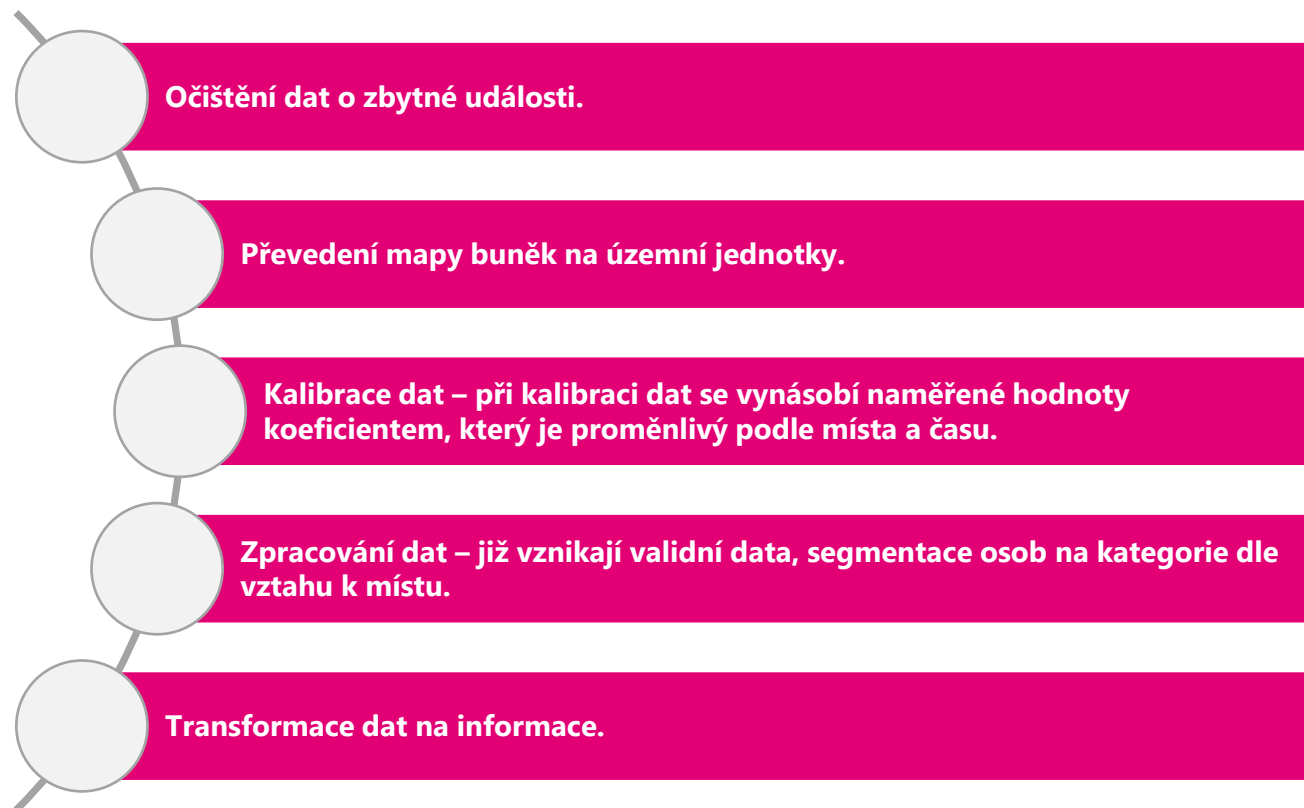 Očištění dat o zbytné události.
Převedení mapy buněk na územní jednotky.
Kalibrace dat – při kalibraci dat se vynásobí naměřené hodnoty
koeficientem, který je proměnlivý podle místa a času.
Zpracování dat – již vznikají validní data, segmentace osob na kategorie dle
vztahu k místu.
Transformace dat na informace.